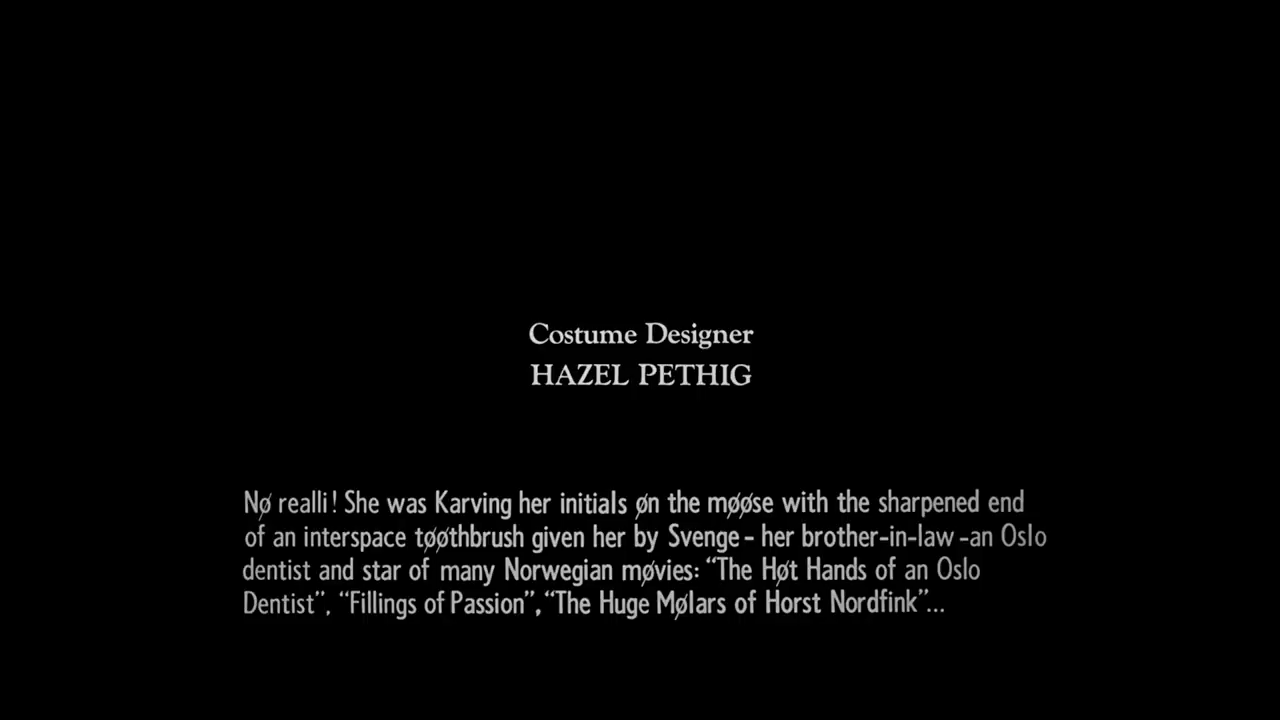 Costume Designer
HAZEL PETHIG
Nø realli! She was Karving her initials øn the møøse with the sharpened end
of an interspace tøøthbrush given her by Svenge - her brother-in-law -an Oslo
dentist and star of many Norwegian møvies: “The Høt Hands of an Oslo
Dentist”, “Fillings of Passion”, “The Huge Mølars of Horst Nordfink”...